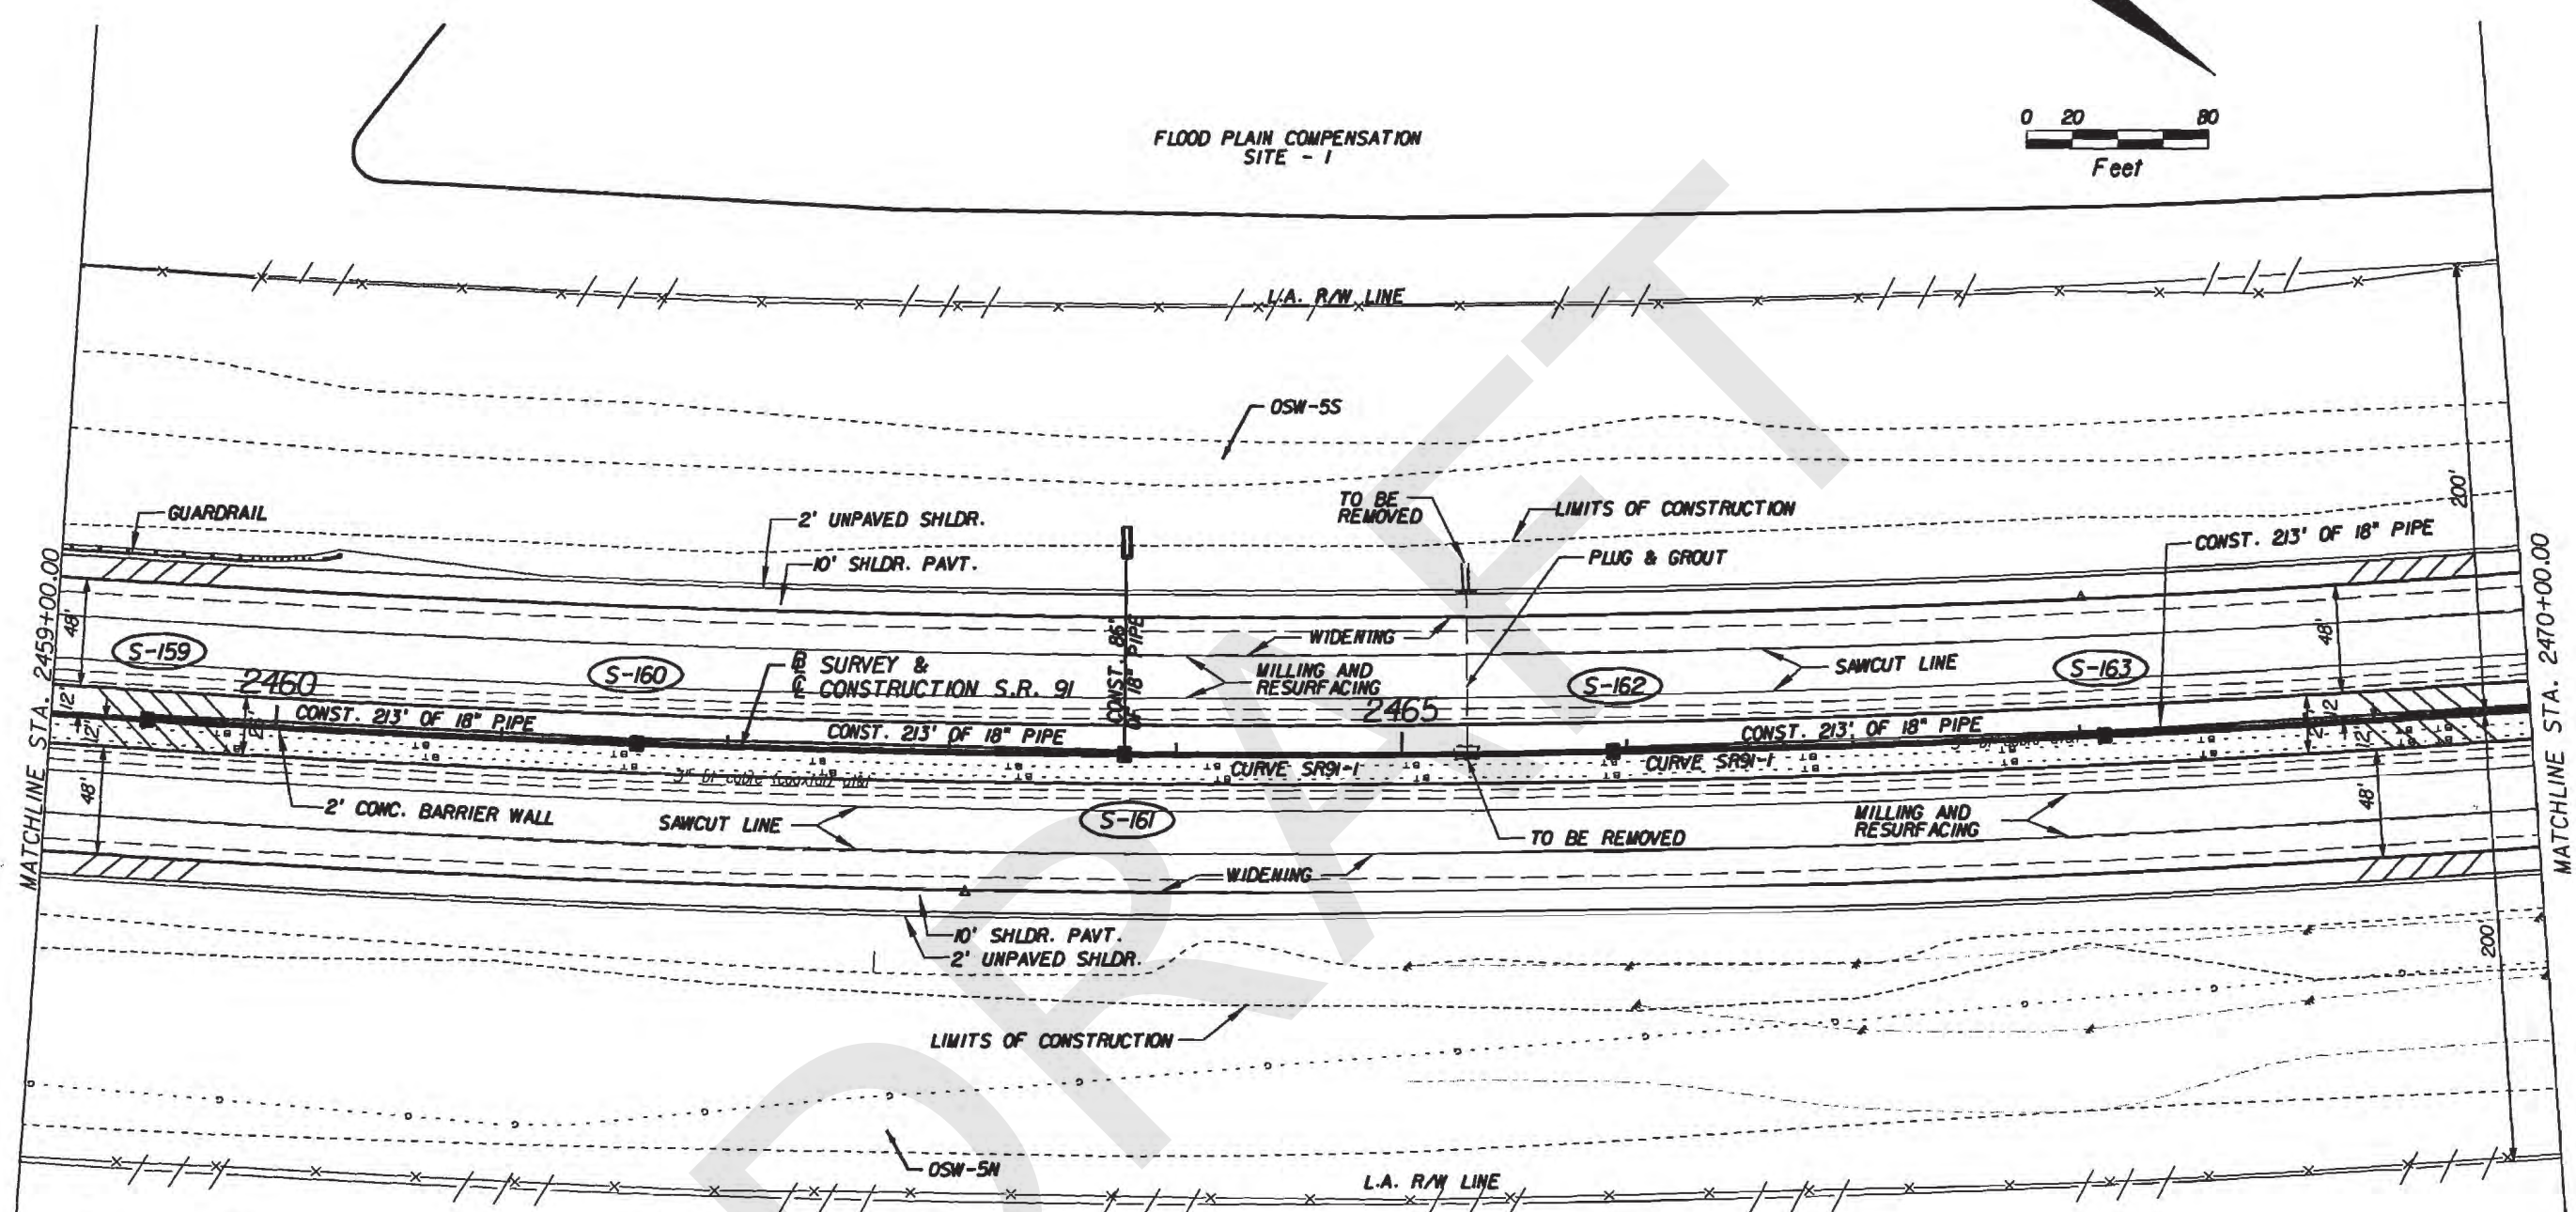 FLOOD PLAIN COMPENSATION
SITE - 1
0 20 80
Feet
L.A. R/W LINE
OSW-5S
GUARDRAIL
2' UNPAVED SHLDR.
10' SHLDR. PAVT.
TO BE
REMOVED
LIMITS OF CONSTRUCTION
PLUG & GROUT
CONST. 213' OF 18" PIPE
200'
MATCHLINE STA. 2459+00.00
MATCHLINE STA. 2470+00.00
48'
48'
S-159
S-160
2460
SURVEY &
CONSTRUCTION S.R. 91
CONST. 86'
OF 18" PIPE
WIDENING
MILLING AND
RESURFACING
2465
S-162
SAWCUT LINE
S-163
12'
12'
CONST. 213' OF 18" PIPE
CONST. 213' OF 18" PIPE
CONST. 213' OF 18" PIPE
12'
12'
CURVE SR91-1
CURVE SR91-1
48'
48'
2' CONC. BARRIER WALL
SAWCUT LINE
S-161
TO BE REMOVED
MILLING AND
RESURFACING
WIDENING
10' SHLDR. PAVT.
2' UNPAVED SHLDR.
200'
LIMITS OF CONSTRUCTION
OSW-5N
L.A. R/W LINE
DRAFT